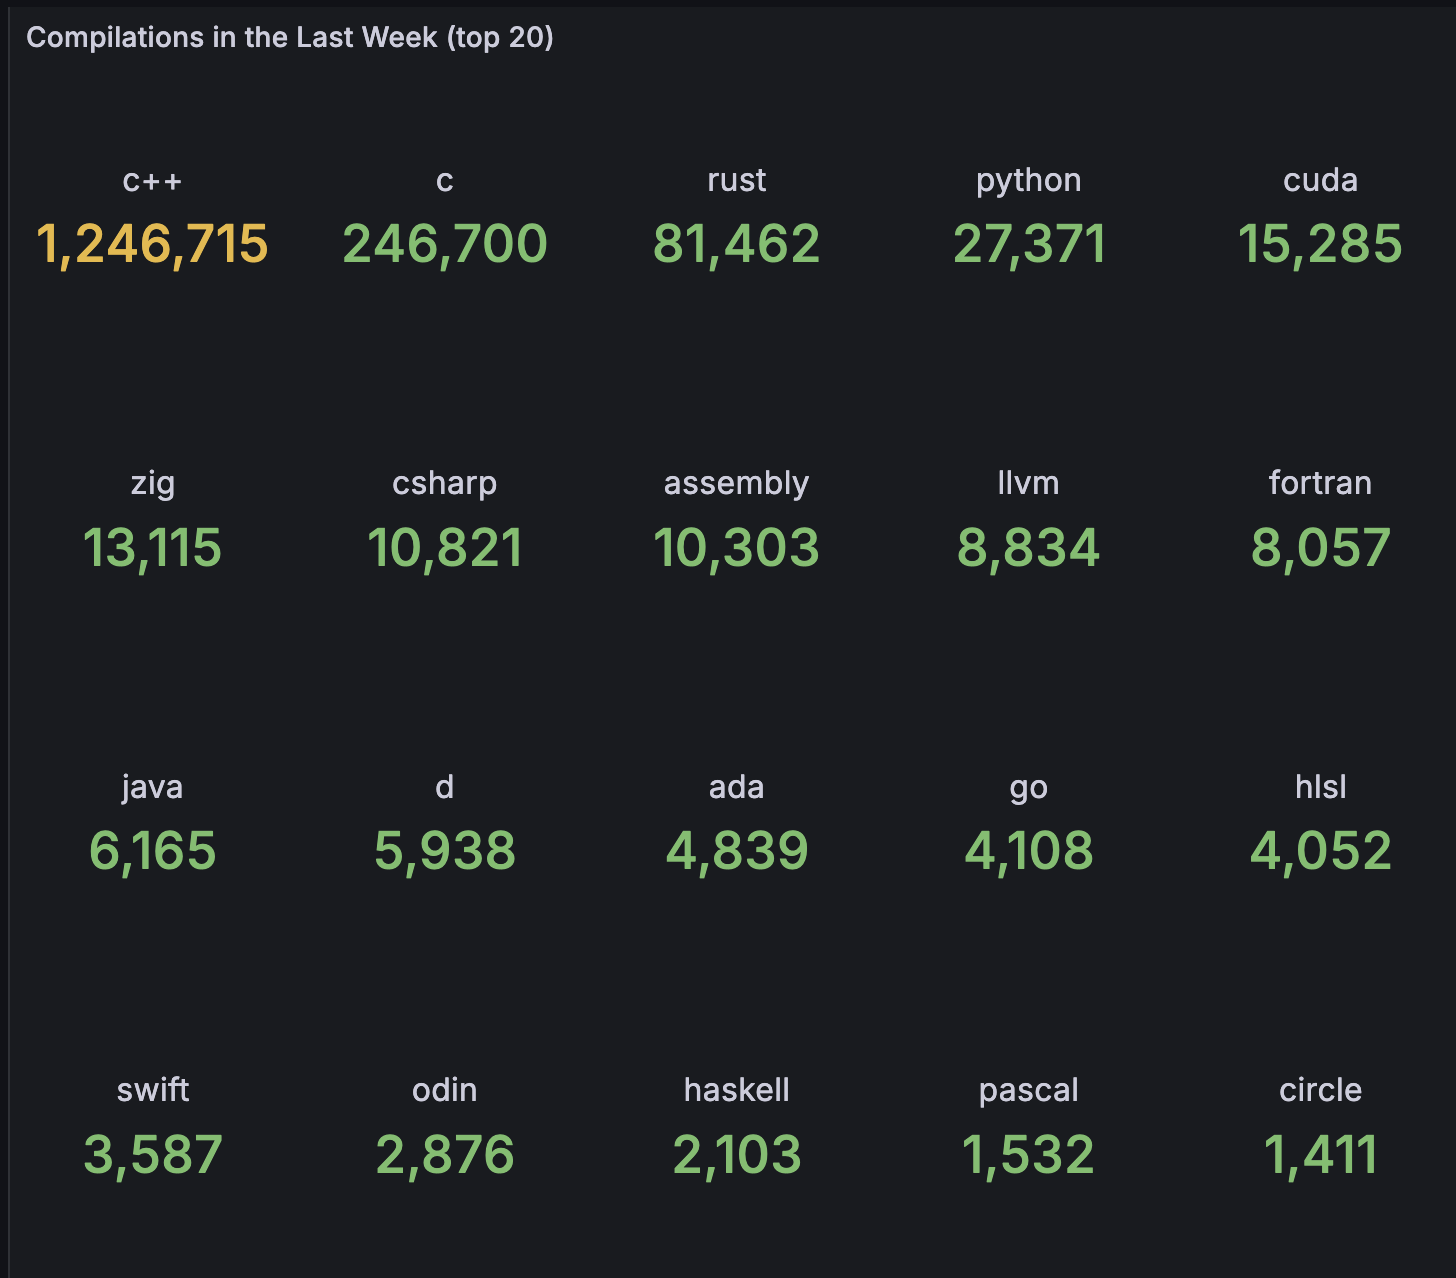 Compilations in the Last Week (top 20)
c++ c rust python cuda
1,246,715 246,700 81,462 27,371 15,285
zig csharp assembly llvm fortran
13,115 10,821 10,303 8,834 8,057
java d ada go hlsl
6,165 5,938 4,839 4,108 4,052
swift odin haskell pascal circle
3,587 2,876 2,103 1,532 1,411